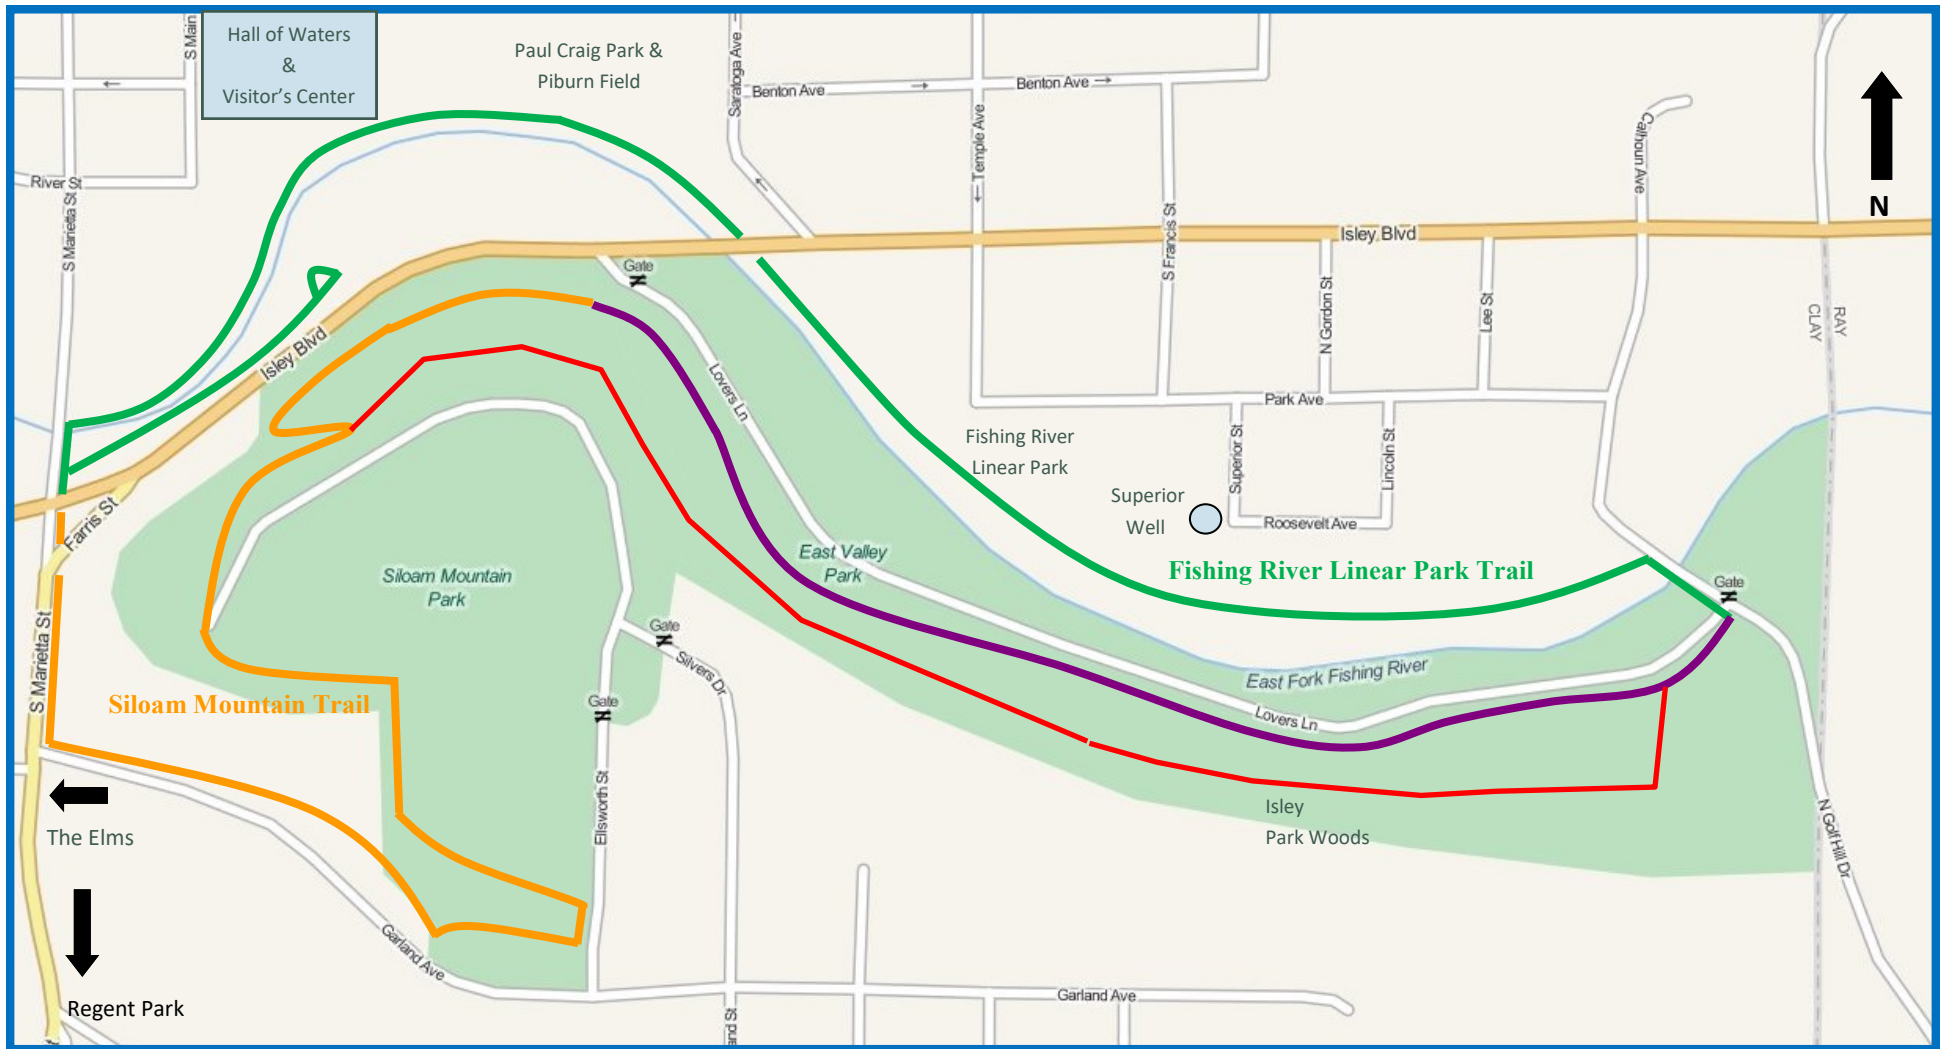 S Main
Hall of Waters
&
Visitor's Center
Paul Craig Park &
Piburn Field
Saratoga Ave
Benton Ave
Benton Ave
Temple Ave
Calhoun Ave
N
River St
S Marietta St
S Francis St
Isley Blvd
Gate
N Gordon St
Lee St
RAY
CLAY
Isley Blvd
Lovers Ln
Park Ave
Fishing River
Linear Park
Superior St
Lincoln St
Superior
Well
Roosevelt Ave
Farris St
East Valley
Park
Fishing River Linear Park Trail
Siloam Mountain
Park
Gate
Gate
Silvers Dr
S Marietta St
East Fork Fishing River
Siloam Mountain Trail
Gate
Lovers Ln
Ellsworth St
Isley
Park Woods
The Elms
N Golf Hill Dr
Garland Ave
Regent Park
Garland Ave
and St